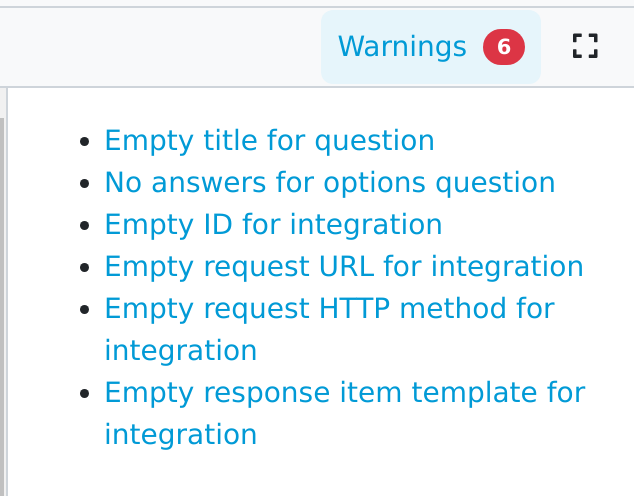 Warnings 6
Empty title for question
No answers for options question
Empty ID for integration
Empty request URL for integration
Empty request HTTP method for
integration
Empty response item template for
integration